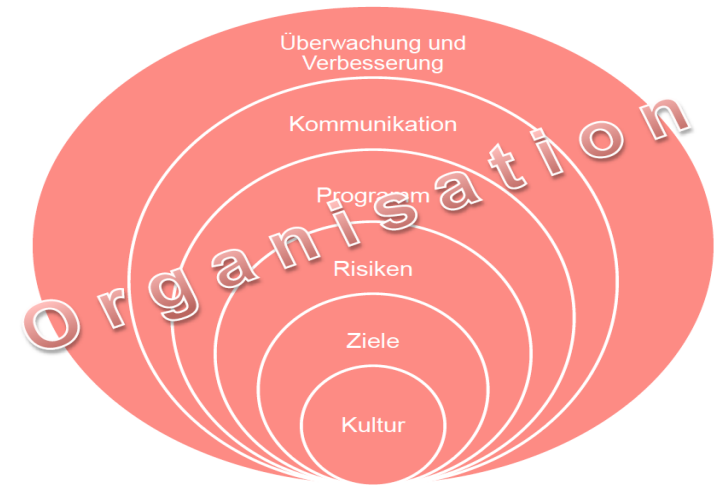 Überwachung und
Verbesserung
Kommunikation
Programm
Risiken
Ziele
Kultur
Organisation